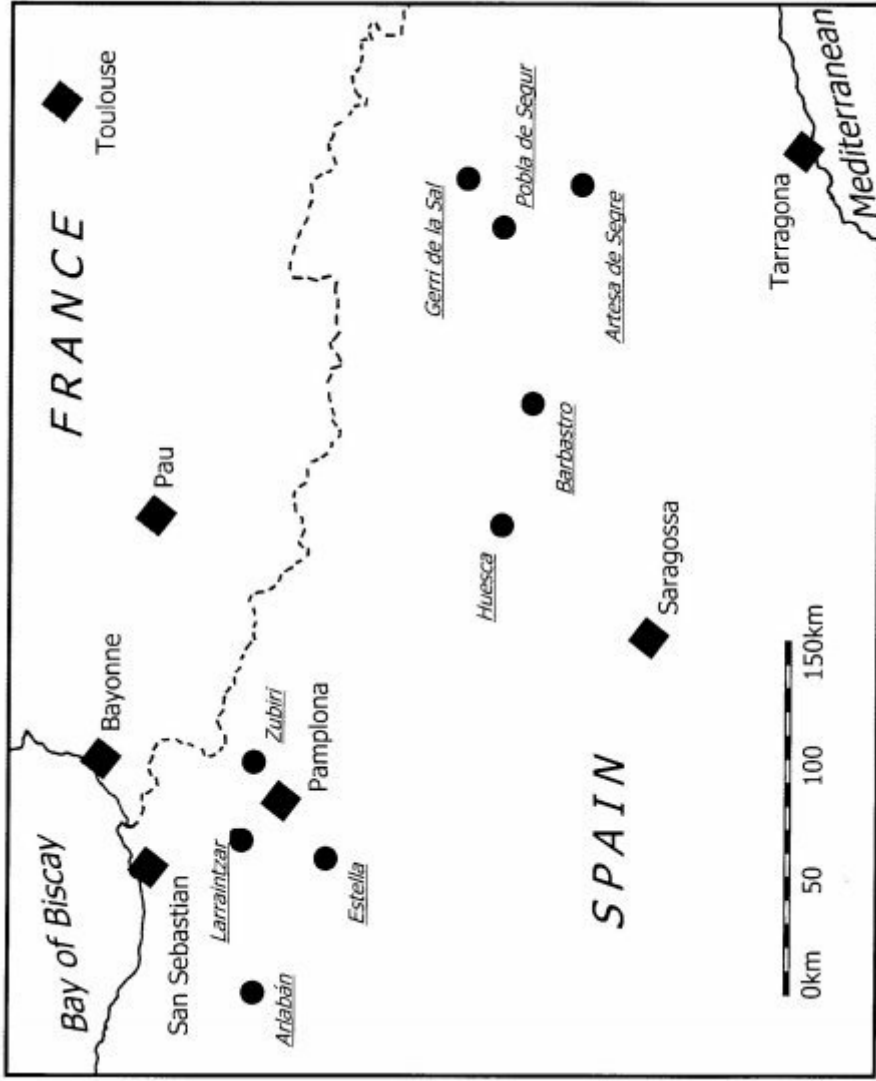 Bay of Biscay
FRANCE
Toulouse
Bayonne
Pau
San Sebastian
Larraintzar
Zubiri
Arlabán
Pamplona
Estella
Gerri de la Sal
Pobla de Segur
Huesca
Barbastro
Artesa de Segre
SPAIN
Saragossa
Tarragona
Mediterranean
0km 50 100 150km